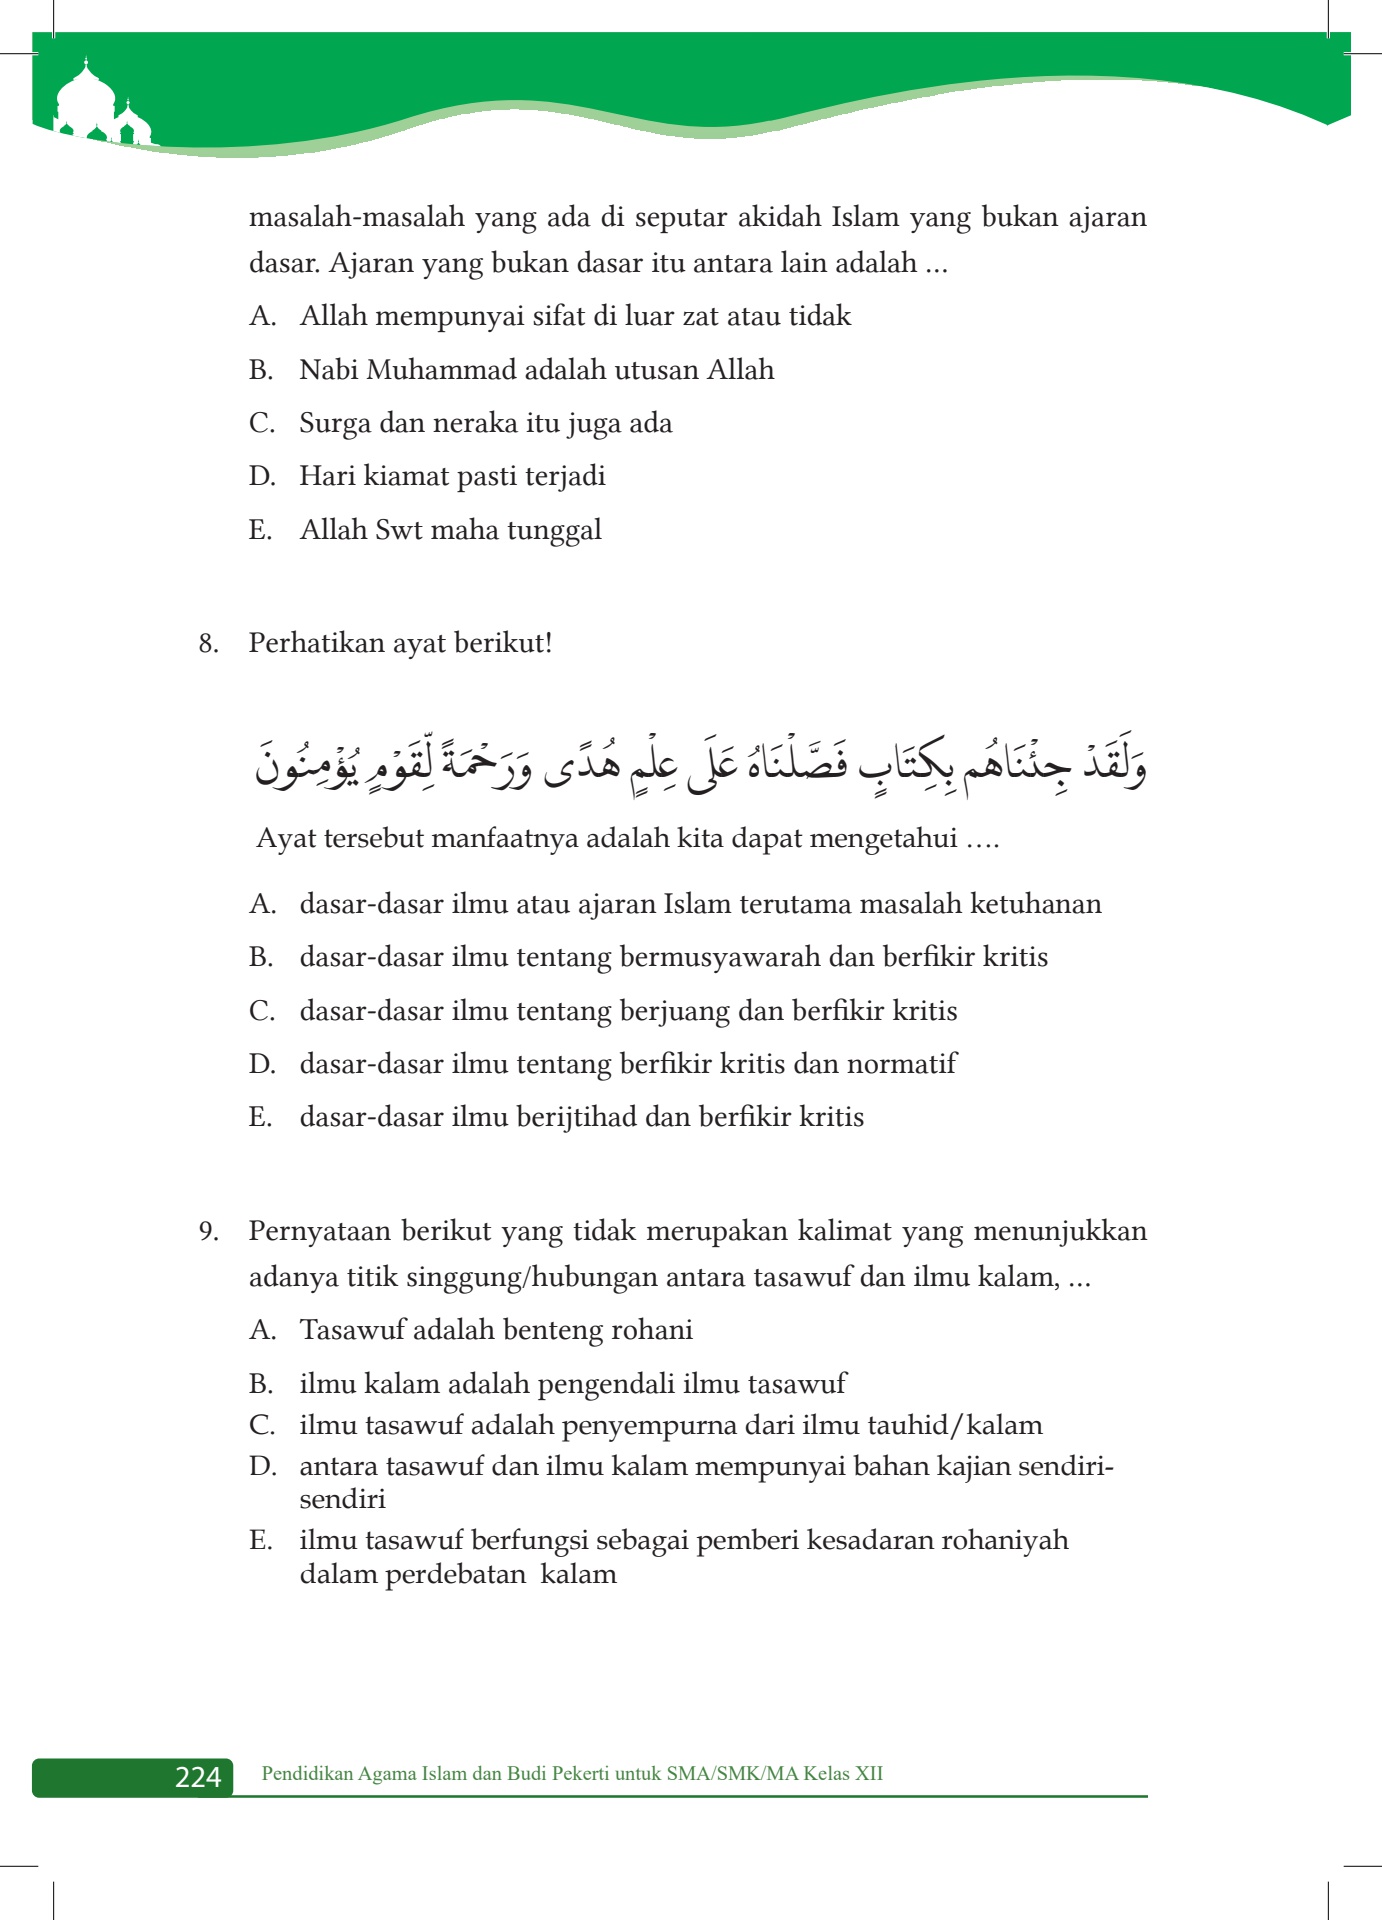 masalah-masalah yang ada di seputar akidah Islam yang bukan ajaran
dasar. Ajaran yang bukan dasar itu antara lain adalah ...
A. Allah mempunyai sifat di luar zat atau tidak
B. Nabi Muhammad adalah utusan Allah
C. Surga dan neraka itu juga ada
D. Hari kiamat pasti terjadi
E. Allah Swt maha tunggal
8. Perhatikan ayat berikut!
وَلَقَدْ جِئْنَاهُم بِكِتَابٍ فَصَّلْنَاهُ عَلَى عِلْمٍ هُدًى وَرَحْمَةً لِّقَوْمٍ يُؤْمِنُونَ
Ayat tersebut manfaatnya adalah kita dapat mengetahui ....
A. dasar-dasar ilmu atau ajaran Islam terutama masalah ketuhanan
B. dasar-dasar ilmu tentang bermusyawarah dan berfikir kritis
C. dasar-dasar ilmu tentang berjuang dan berfikir kritis
D. dasar-dasar ilmu tentang berfikir kritis dan normatif
E. dasar-dasar ilmu berijtihad dan berfikir kritis
9. Pernyataan berikut yang tidak merupakan kalimat yang menunjukkan
adanya titik singgung/hubungan antara tasawuf dan ilmu kalam, ...
A. Tasawuf adalah benteng rohani
B. ilmu kalam adalah pengendali ilmu tasawuf
C. ilmu tasawuf adalah penyempurna dari ilmu tauhid/kalam
D. antara tasawuf dan ilmu kalam mempunyai bahan kajian sendiri-
sendiri
E. ilmu tasawuf berfungsi sebagai pemberi kesadaran rohaniyah
dalam perdebatan kalam
224 Pendidikan Agama Islam dan Budi Pekerti untuk SMA/SMK/MA Kelas XII